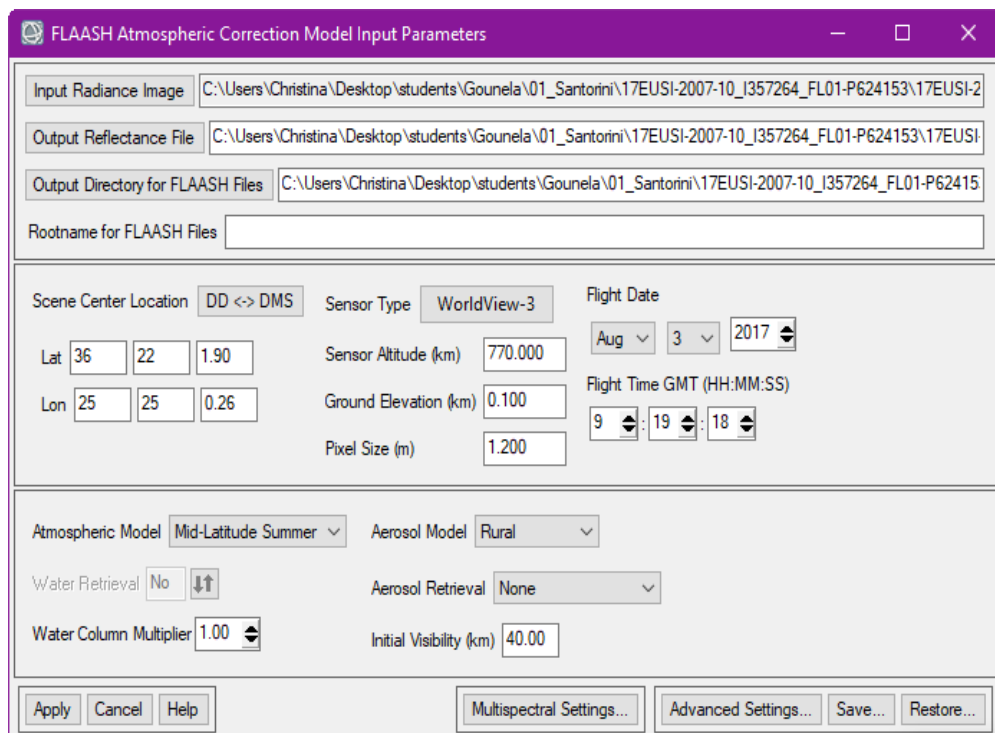 FLAASH Atmospheric Correction Model Input Parameters
Input Radiance Image C:\Users\Christina\Desktop\students\Gounela\01_Santorini\17EUSI-2007-10_I357264_FL01-P624153\17EUSI-2
Output Reflectance File C:\Users\Christina\Desktop\students\Gounela\01_Santorini\17EUSI-2007-10_I357264_FL01-P624153\17EUSI-
Output Directory for FLAASH Files C:\Users\Christina\Desktop\students\Gounela\01_Santorini\17EUSI-2007-10_I357264_FL01-P62415
Rootname for FLAASH Files
Scene Center Location DD <-> DMS
Lat 36 22 1.90
Lon 25 25 0.26
Sensor Type WorldView-3
Sensor Altitude (km) 770.000
Ground Elevation (km) 0.100
Pixel Size (m) 1.200
Flight Date
Aug 3 2017
Flight Time GMT (HH:MM:SS)
9 : 19 : 18
Atmospheric Model Mid-Latitude Summer
Water Retrieval No
Water Column Multiplier 1.00
Aerosol Model Rural
Aerosol Retrieval None
Initial Visibility (km) 40.00
Apply Cancel Help Multispectral Settings... Advanced Settings... Save... Restore...